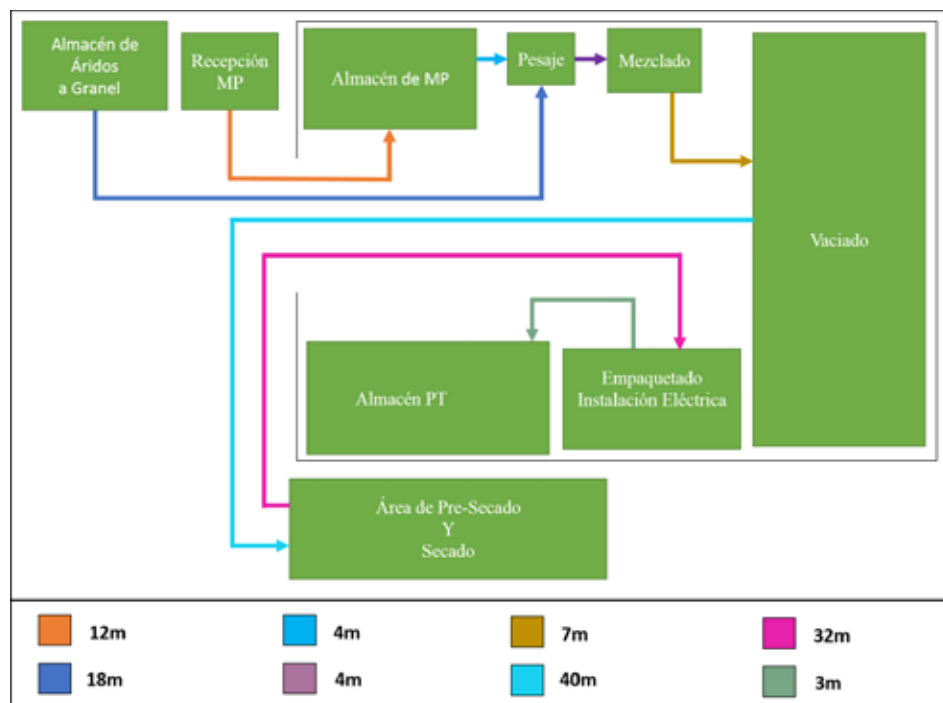 Almacén de
Áridos
a Granel
Recepción
MP
Almacén de MP
Pesaje
Mezclado
Vaciado
Almacén PT
Empaquetado
Instalación Eléctrica
Área de Pre-Secado
Y
Secado
12m
4m
7m
32m
18m
4m
40m
3m